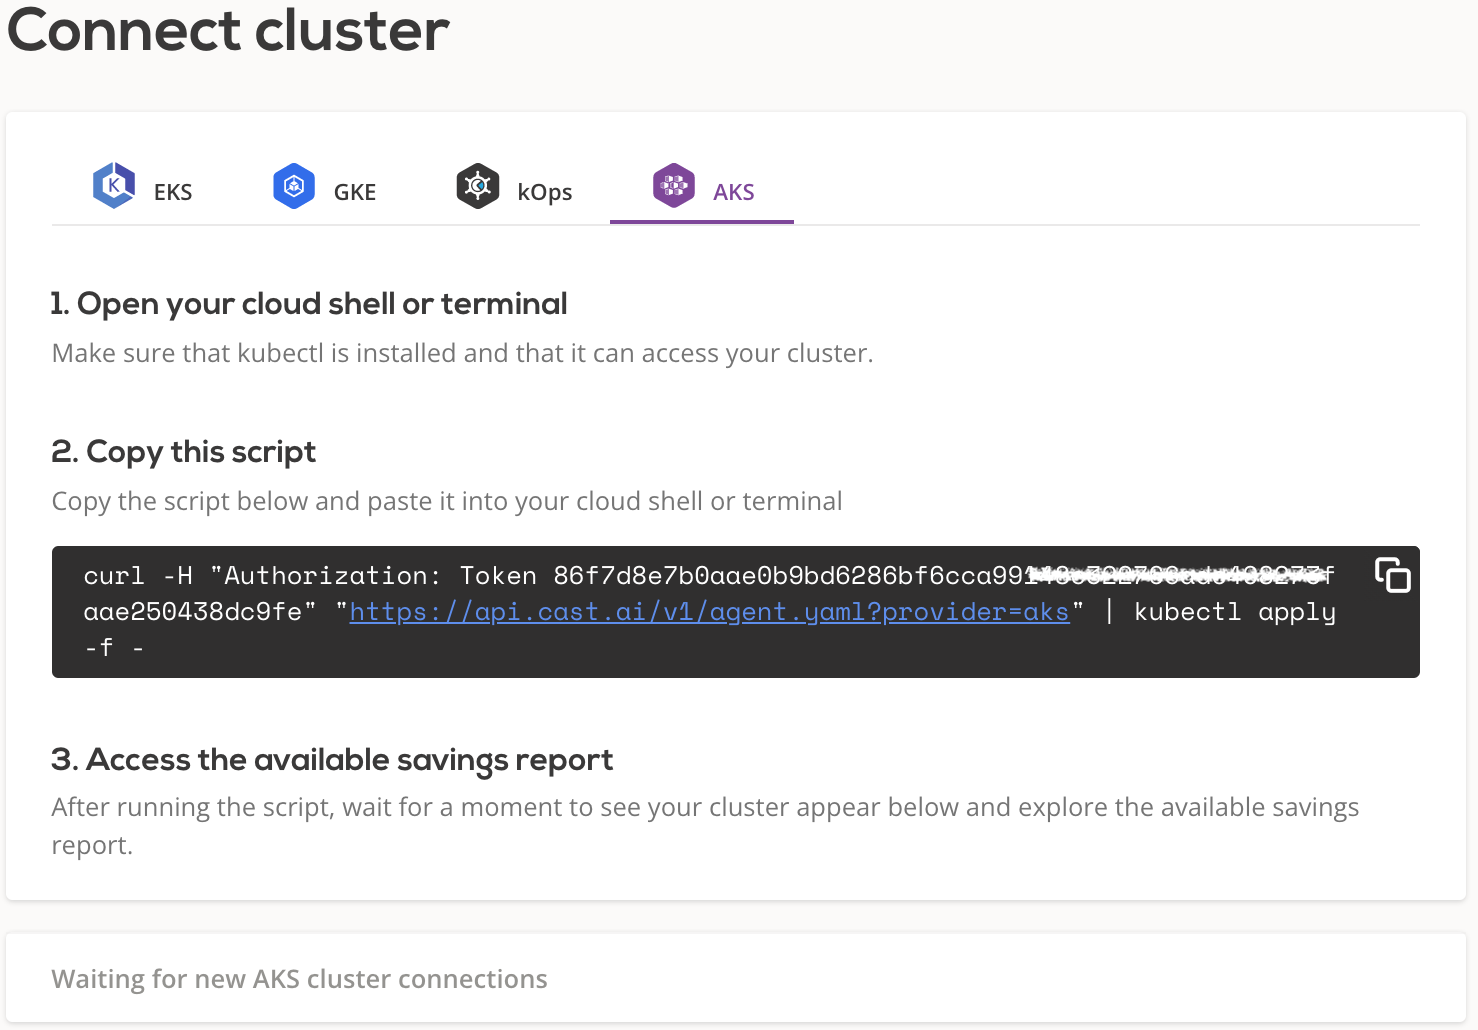 Connect cluster
EKS
GKE
kOps
AKS
1. Open your cloud shell or terminal
Make sure that kubectl is installed and that it can access your cluster.
2. Copy this script
Copy the script below and paste it into your cloud shell or terminal
curl -H "Authorization: Token
aae250438dc9fe" "https://api.cast.ai/v1/agent.yaml?provider=aks" | kubectl apply
-f -
3. Access the available savings report
After running the script, wait for a moment to see your cluster appear below and explore the available savings
report.
Waiting for new AKS cluster connections